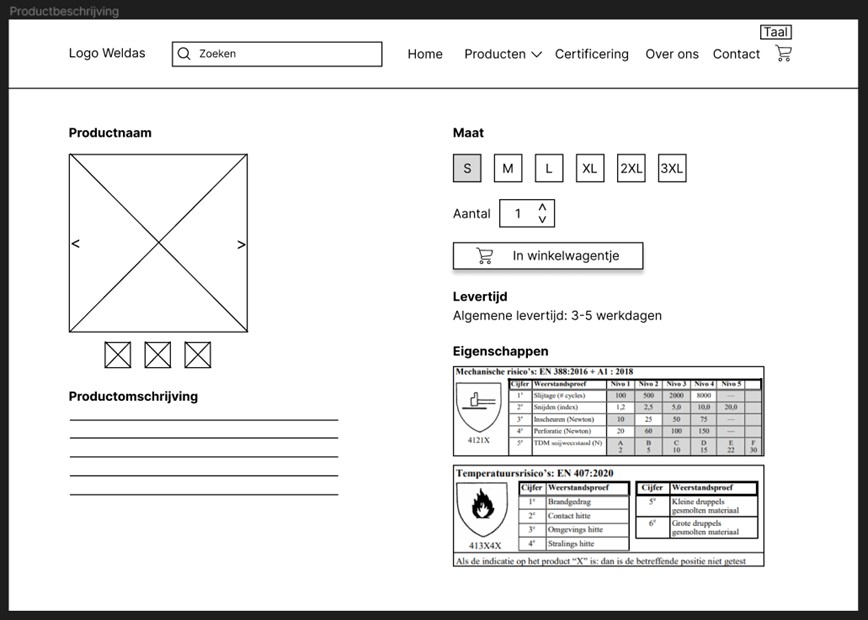 Productbeschrijving
Taal
Logo Weldas
Zoeken
Home
Producten
Certificering
Over ons
Contact
Productnaam
<
>
Productomschrijving
Maat
S
M
L
XL
2XL
3XL
Aantal
1
In winkelwagentje
Levertijd
Algemene levertijd: 3-5 werkdagen
Eigenschappen
Mechanische risico's: EN 388:2016 + A1 : 2018
4121X
Cijfer Weerstandsproef Nivo 1 Nivo 2 Nivo 3 Nivo 4 Nivo 5
1e Slijtage (# cycles) 100 500 2000 8000 —
2e Snijden (index) 1,2 2,5 5,0 10,0 20,0
3e Inscheuren (Newton) 10 25 50 75 —
4e Perforatie (Newton) 20 60 100 150 —
5e TDM snijweerstand (N) A B C D E F
2 5 10 15 22 30
Temperatuursrisico's: EN 407:2020
413X4X
Cijfer Weerstandsproef
1e Brandgedrag
2e Contact hitte
3e Omgevings hitte
4e Stralings hitte
Cijfer Weerstandsproef
5e Kleine druppels
gesmolten materiaal
6e Grote druppels
gesmolten materiaal
Als de indicatie op het product "X" is: dan is de betreffende positie niet getest